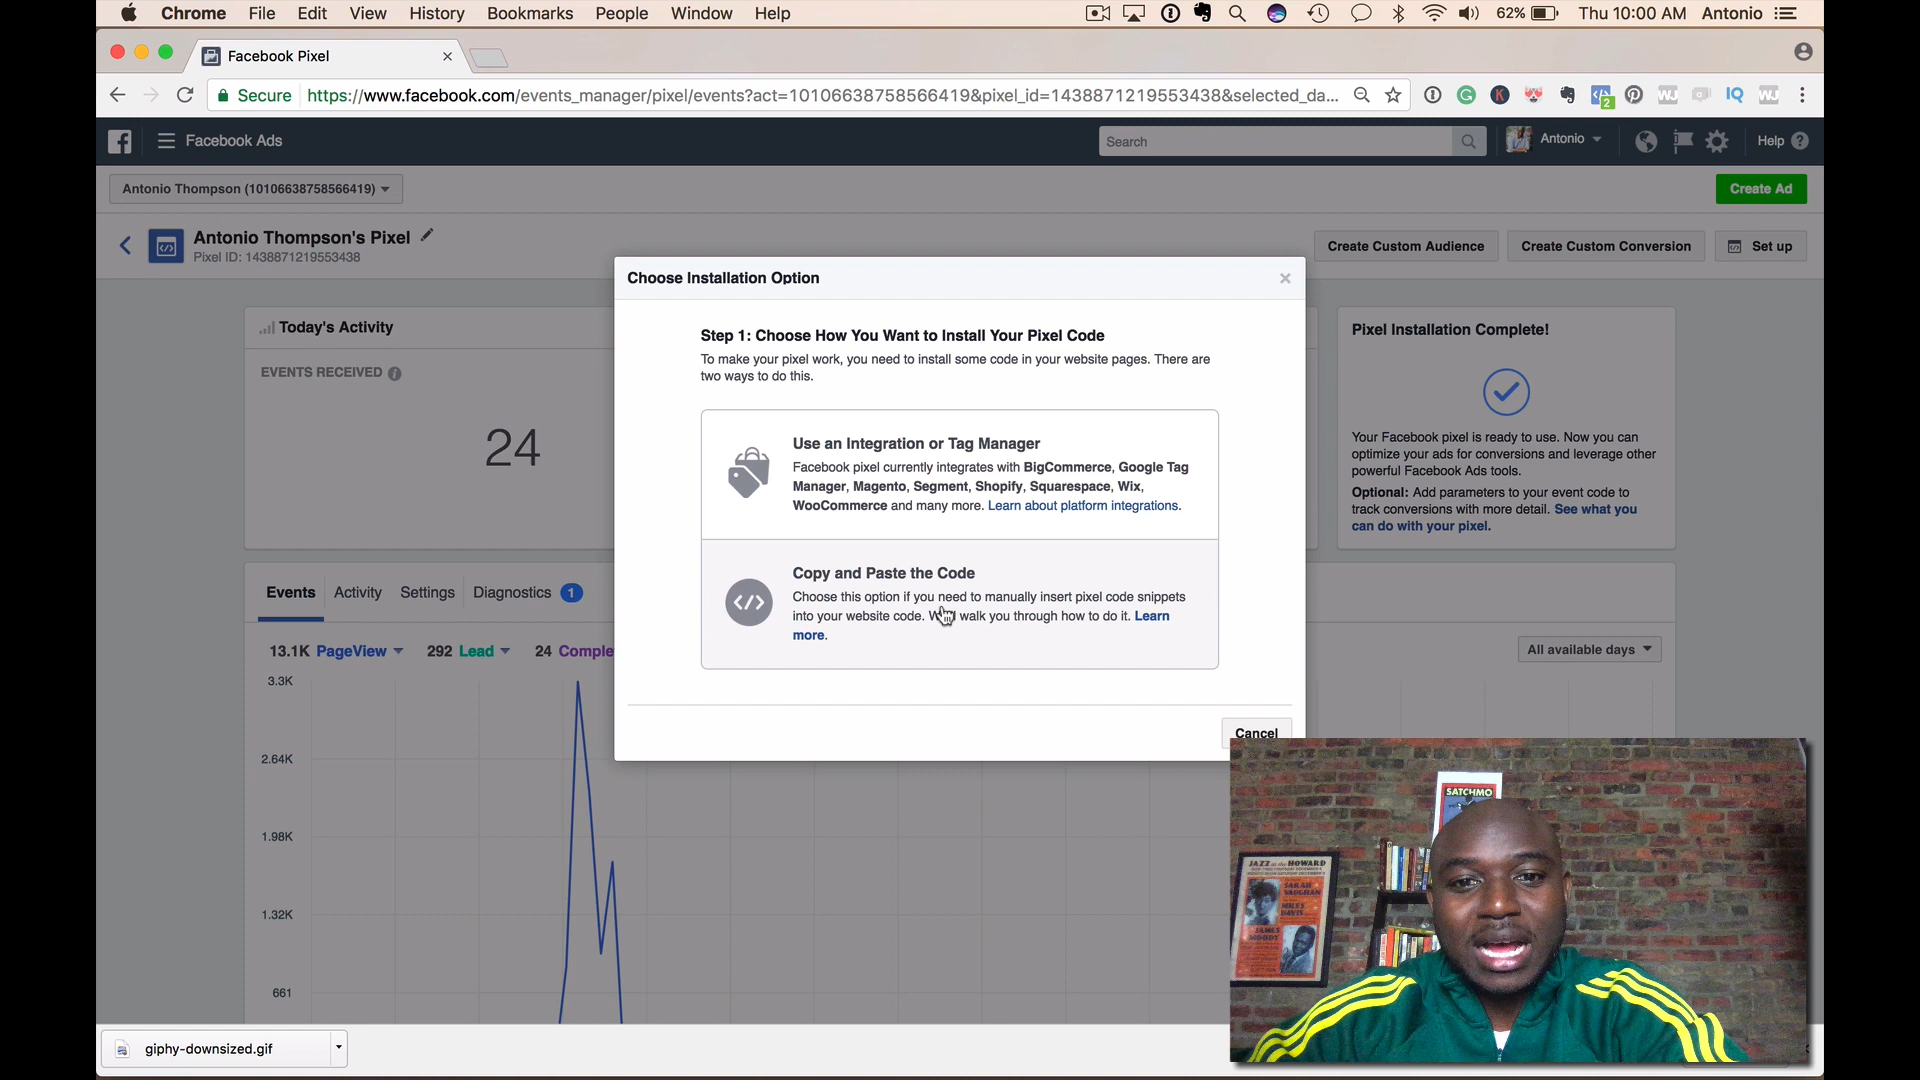 Chrome File Edit View History Bookmarks People Window Help 62% Thu 10:00 AM Antonio
Facebook Pixel
Secure https://www.facebook.com/events_manager/pixel/events?act=10106638758566419&pixel_id=1438871219553438&selected_da...
2
IQ
Facebook Ads Search Antonio Help
Antonio Thompson (10106638758566419) Create Ad
Antonio Thompson's Pixel
Pixel ID: 1438871219553438
Create Custom Audience Create Custom Conversion Set up
Choose Installation Option
Step 1: Choose How You Want to Install Your Pixel Code
To make your pixel work, you need to install some code in your website pages. There are
two ways to do this.
Use an Integration or Tag Manager
Facebook pixel currently integrates with BigCommerce, Google Tag
Manager, Magento, Segment, Shopify, Squarespace, Wix,
WooCommerce and many more. Learn about platform integrations.
Copy and Paste the Code
Choose this option if you need to manually insert pixel code snippets
into your website code. walk you through how to do it. Learn
more.
Cancel
Today's Activity
EVENTS RECEIVED
24
Pixel Installation Complete!
Your Facebook pixel is ready to use. Now you can
optimize your ads for conversions and leverage other
powerful Facebook Ads tools.
Optional: Add parameters to your event code to
track conversions with more detail. See what you
can do with your pixel.
Events Activity Settings Diagnostics 1
13.1K PageView 292 Lead 24 Comple
All available days
3.3K
2.64K
1.98K
1.32K
661
SATCHMO
JAZZ at the HOWARD
SARAH
VAUGHAN
MILES
DAVIS
JAMES
MOODY
giphy-downsized.gif